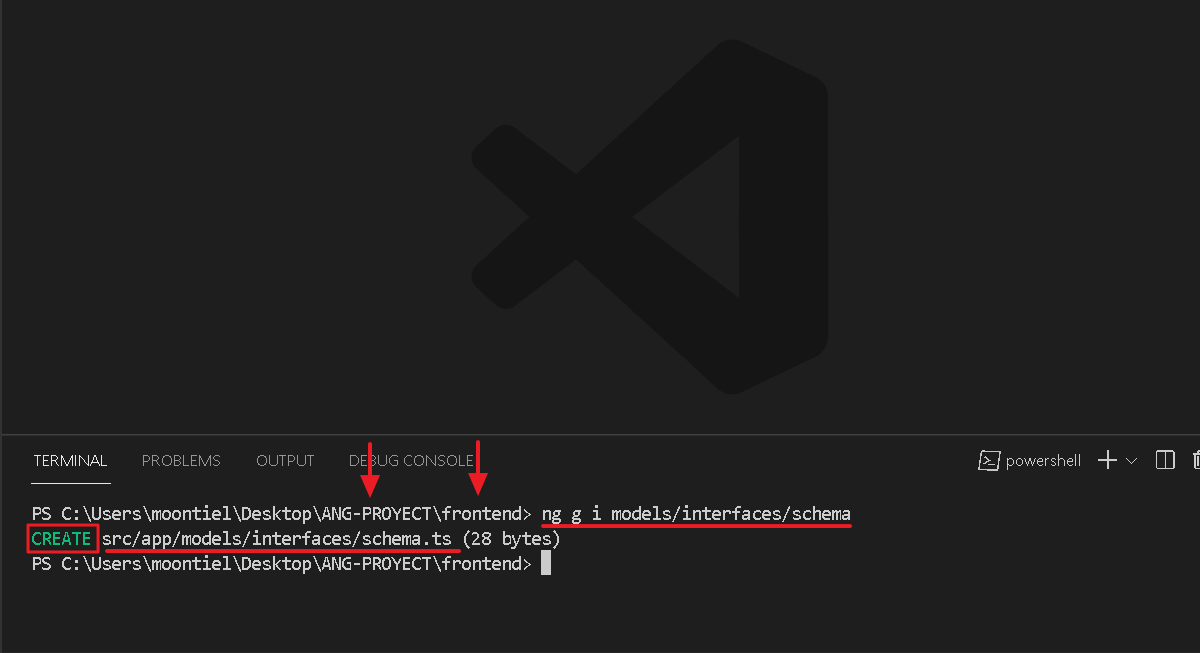 TERMINAL PROBLEMS OUTPUT DEBUG CONSOLE powershell
PS C:\Users\moontiel\Desktop\ANG-PROYECT\frontend> ng g i models/interfaces/schema
CREATE src/app/models/interfaces/schema.ts (28 bytes)
PS C:\Users\moontiel\Desktop\ANG-PROYECT\frontend>